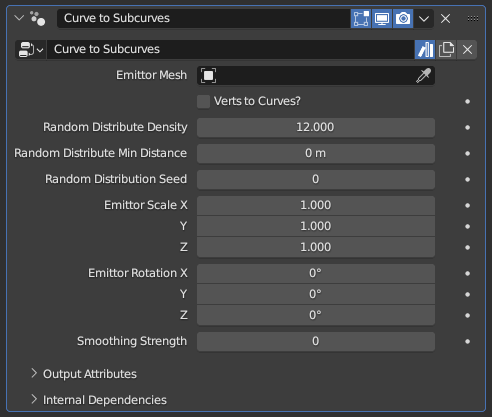 Curve to Subcurves
Curve to Subcurves
Emittor Mesh
Verts to Curves?
Random Distribute Density 12.000
Random Distribute Min Distance 0 m
Random Distribution Seed 0
Emittor Scale X 1.000
Y 1.000
Z 1.000
Emittor Rotation X 0°
Y 0°
Z 0°
Smoothing Strength 0
Output Attributes
Internal Dependencies